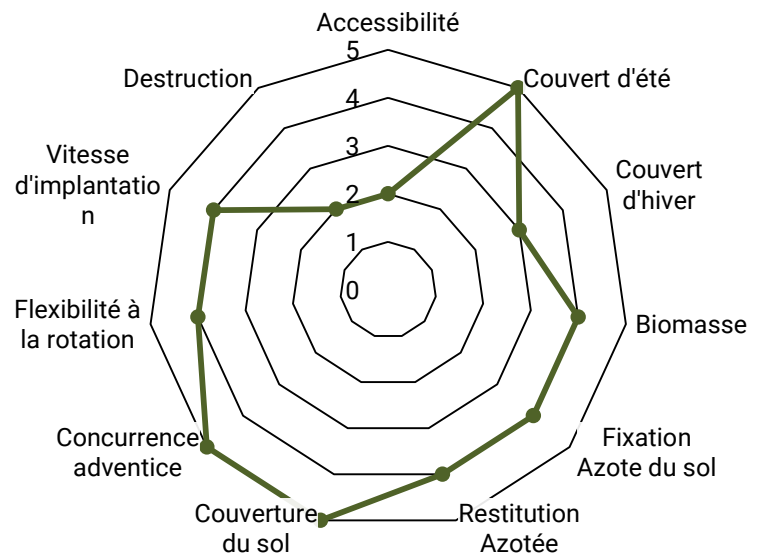 Accessibilité
5
Destruction
Couvert d'été
4
3
Vitesse
d'implantatio
n
Couvert
d'hiver
2
1
0
Flexibilité à
la rotation
Biomasse
Concurrence
adventice
Fixation
Azote du sol
Couverture
du sol
Restitution
Azotée